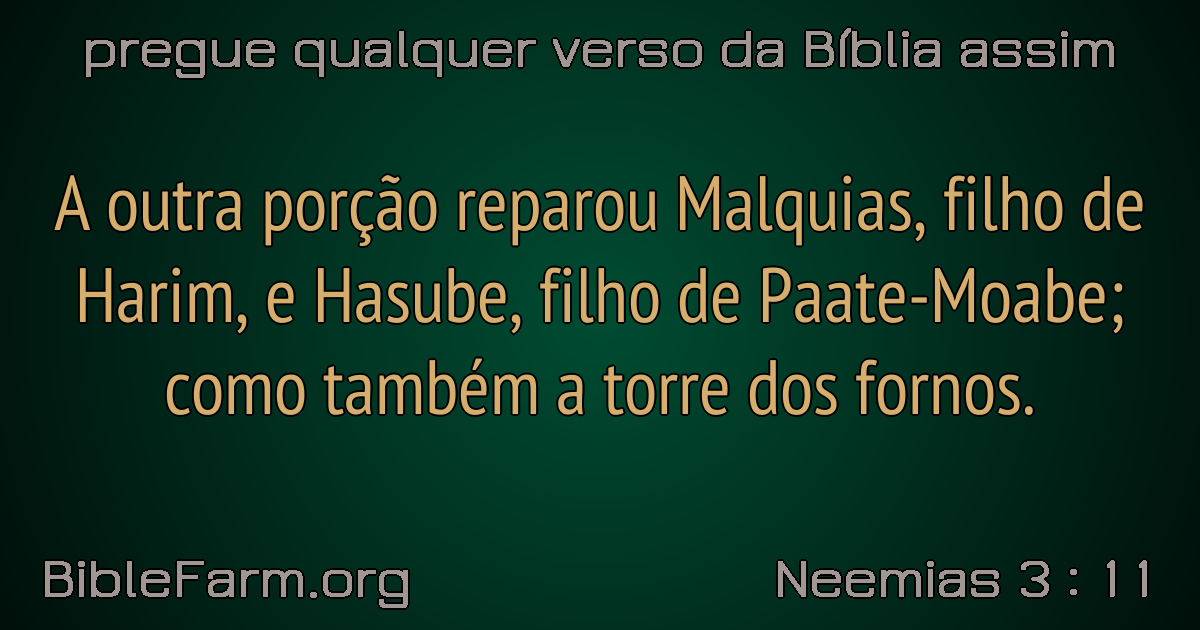 pregue qualquer verso da Bíblia assim
A outra porção reparou Malquias, filho de
Harim, e Hasube, filho de Paate-Moabe;
como também a torre dos fornos.
BibleFarm.org
Neemias 3 : 11